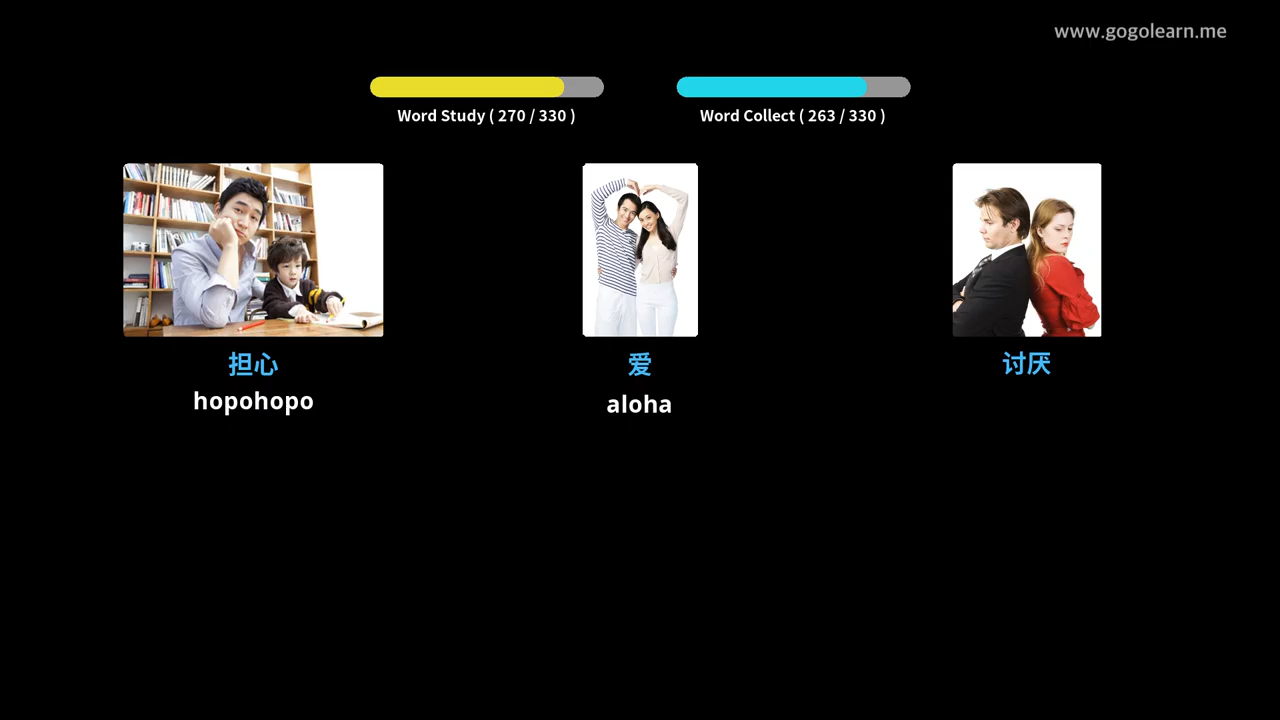 www.gogolearn.me
Word Study ( 270 / 330 )
Word Collect ( 263 / 330 )
担心
爱
讨厌
hopohopo
aloha